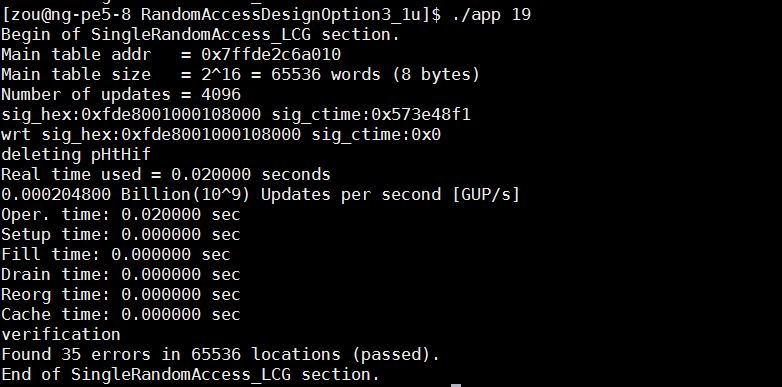 [zou@ng-pe5-8 RandomAccessDesignOption3_1u]$ ./app 19
Begin of SingleRandomAccess_LCG section.
Main table addr   = 0x7ffde2c6a010
Main table size   = 2^16 = 65536 words (8 bytes)
Number of updates = 4096
sig_hex:0xfde8001000108000 sig_ctime:0x573e48f1
wrt sig_hex:0xfde8001000108000 sig_ctime:0x0
deleting pHtHif
Real time used = 0.020000 seconds
0.000204800 Billion(10^9) Updates per second [GUP/s]
Oper. time: 0.020000 sec
Setup time: 0.000000 sec
Fill time: 0.000000 sec
Drain time: 0.000000 sec
Reorg time: 0.000000 sec
Cache time: 0.000000 sec
verification
Found 35 errors in 65536 locations (passed).
End of SingleRandomAccess_LCG section.